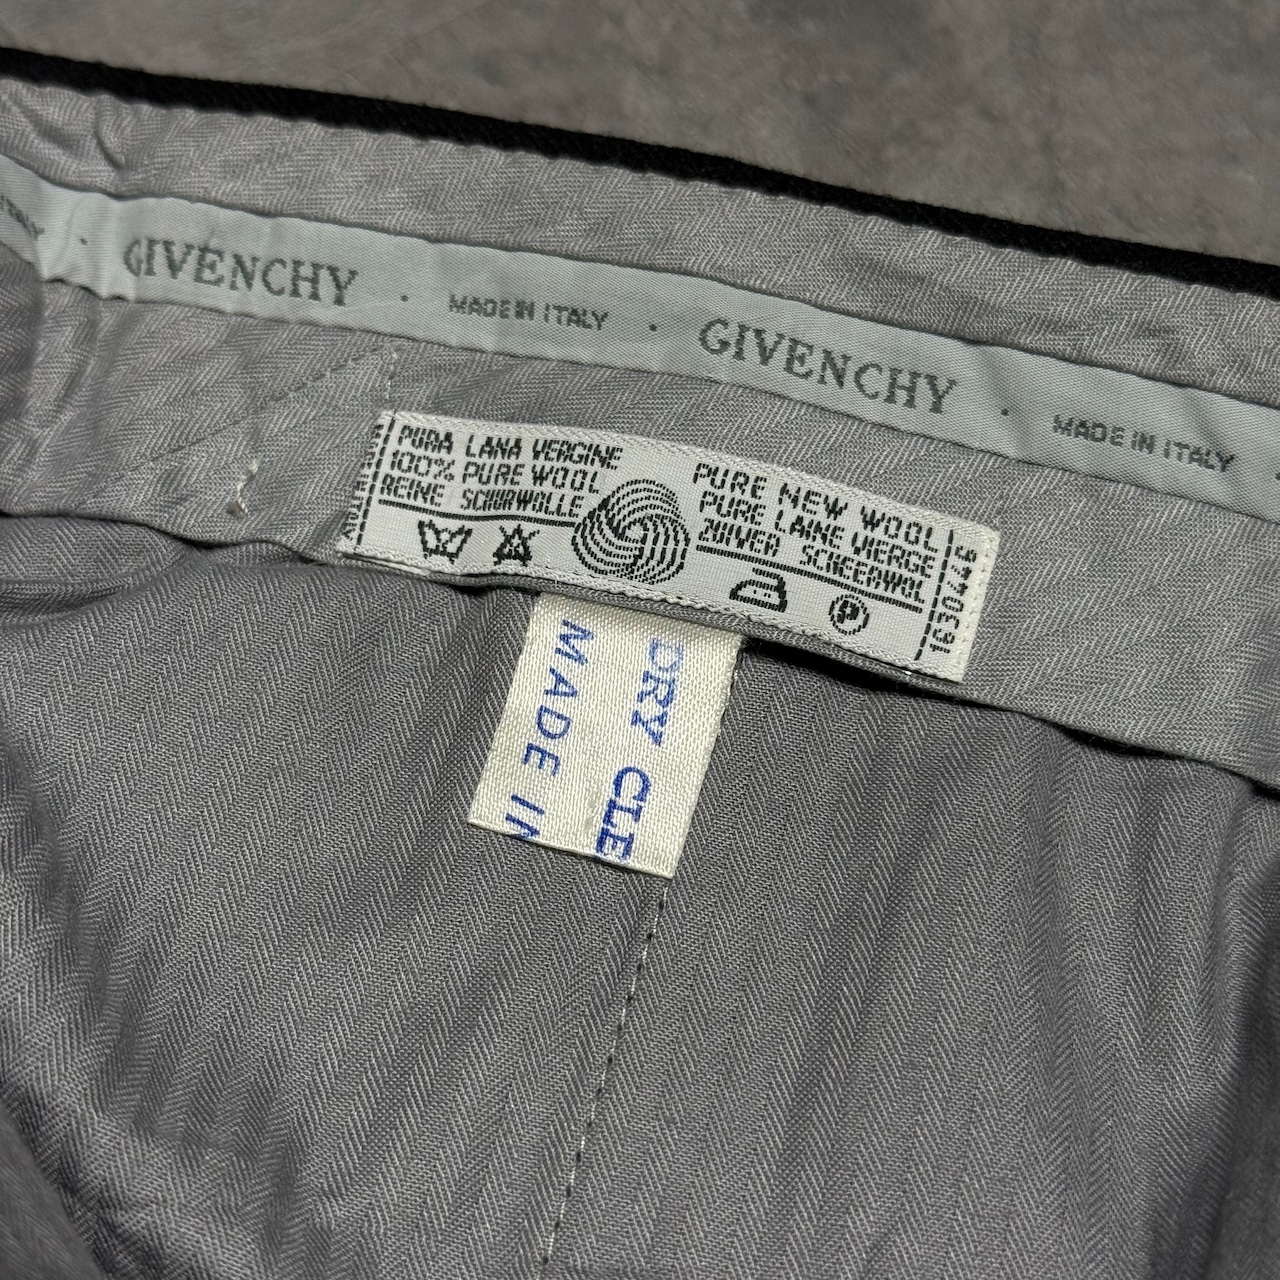 GIVENCHY · MADE IN ITALY · GIVENCHY · MADE IN ITALY
PURA LANA VERGINE
100% PURE WOOL
REINE SCHURWOLLE
PURE NEW WOOL
PURE LAINE VIERGE
ZUIVER SCHEERWOL
P
DRY CLE
MADE IN